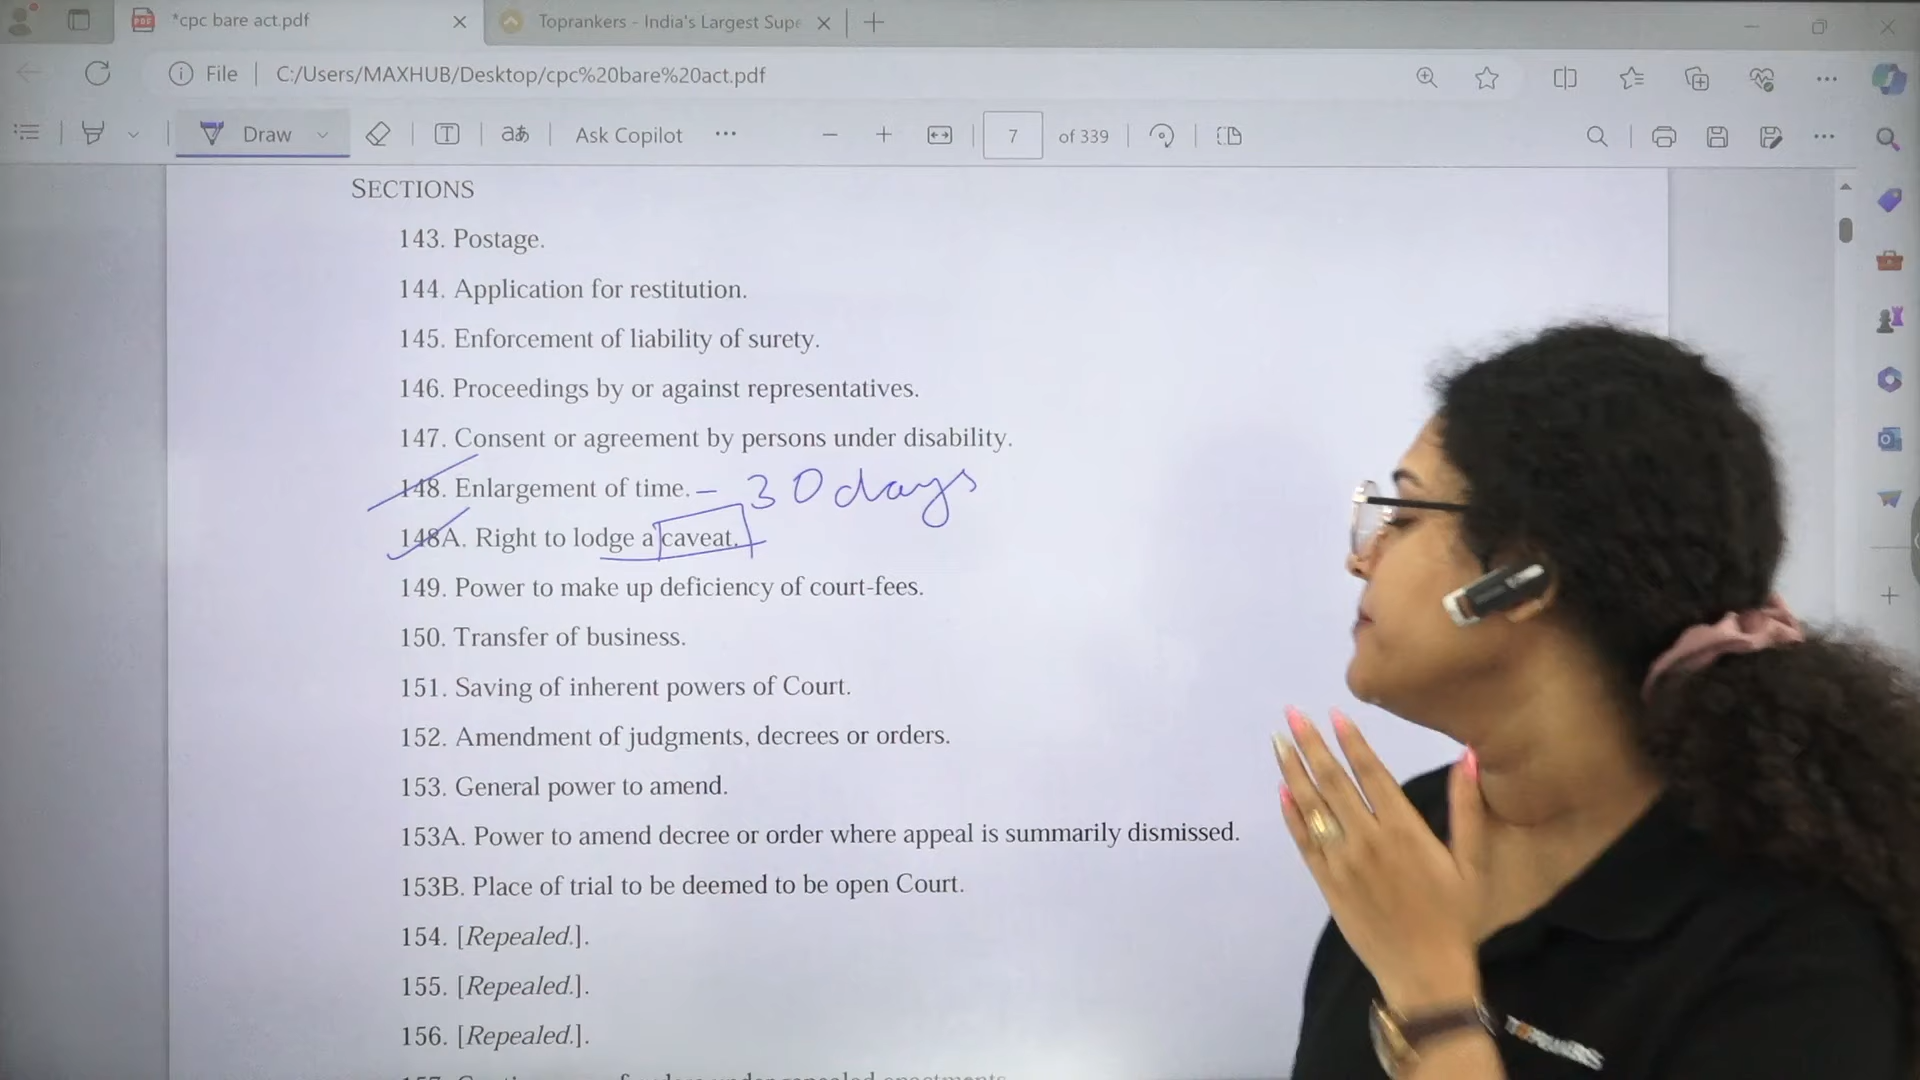 *cpc bare act.pdf
Toprankers - India's Largest Supe
File
C:/Users/MAXHUB/Desktop/cpc%20bare%20act.pdf
Draw
aあ
Ask Copilot
7
of 339
SECTIONS
143. Postage.
144. Application for restitution.
145. Enforcement of liability of surety.
146. Proceedings by or against representatives.
147. Consent or agreement by persons under disability.
148. Enlargement of time. – 30 days
148A. Right to lodge a caveat.
149. Power to make up deficiency of court-fees.
150. Transfer of business.
151. Saving of inherent powers of Court.
152. Amendment of judgments, decrees or orders.
153. General power to amend.
153A. Power to amend decree or order where appeal is summarily dismissed.
153B. Place of trial to be deemed to be open Court.
154. [Repealed.].
155. [Repealed.].
156. [Repealed.].